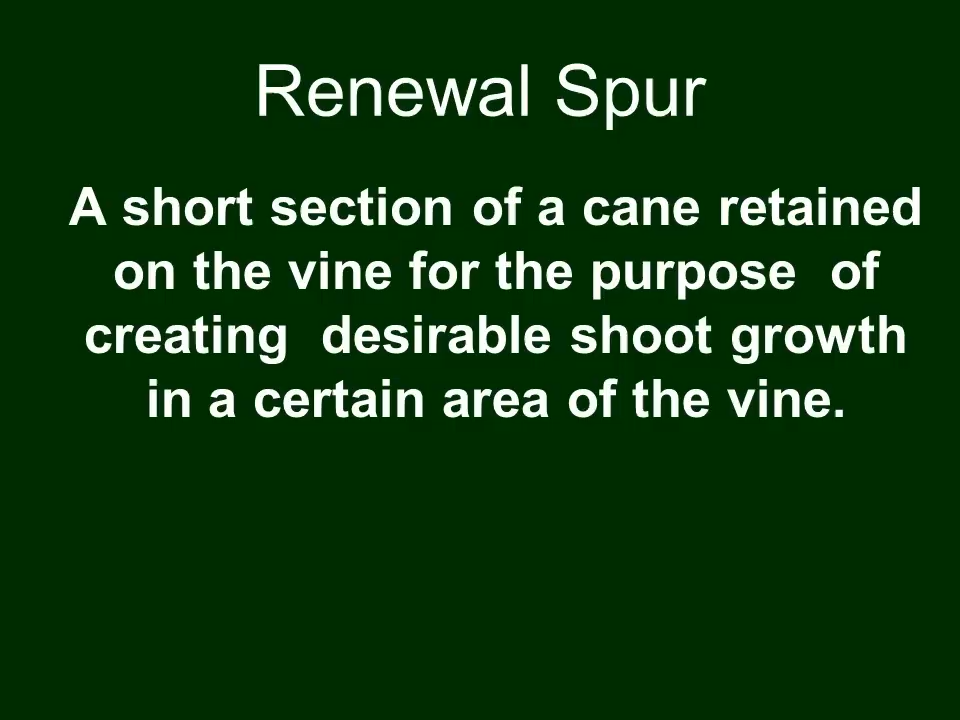 Renewal Spur
A short section of a cane retained
on the vine for the purpose  of
creating  desirable shoot growth
in a certain area of the vine.